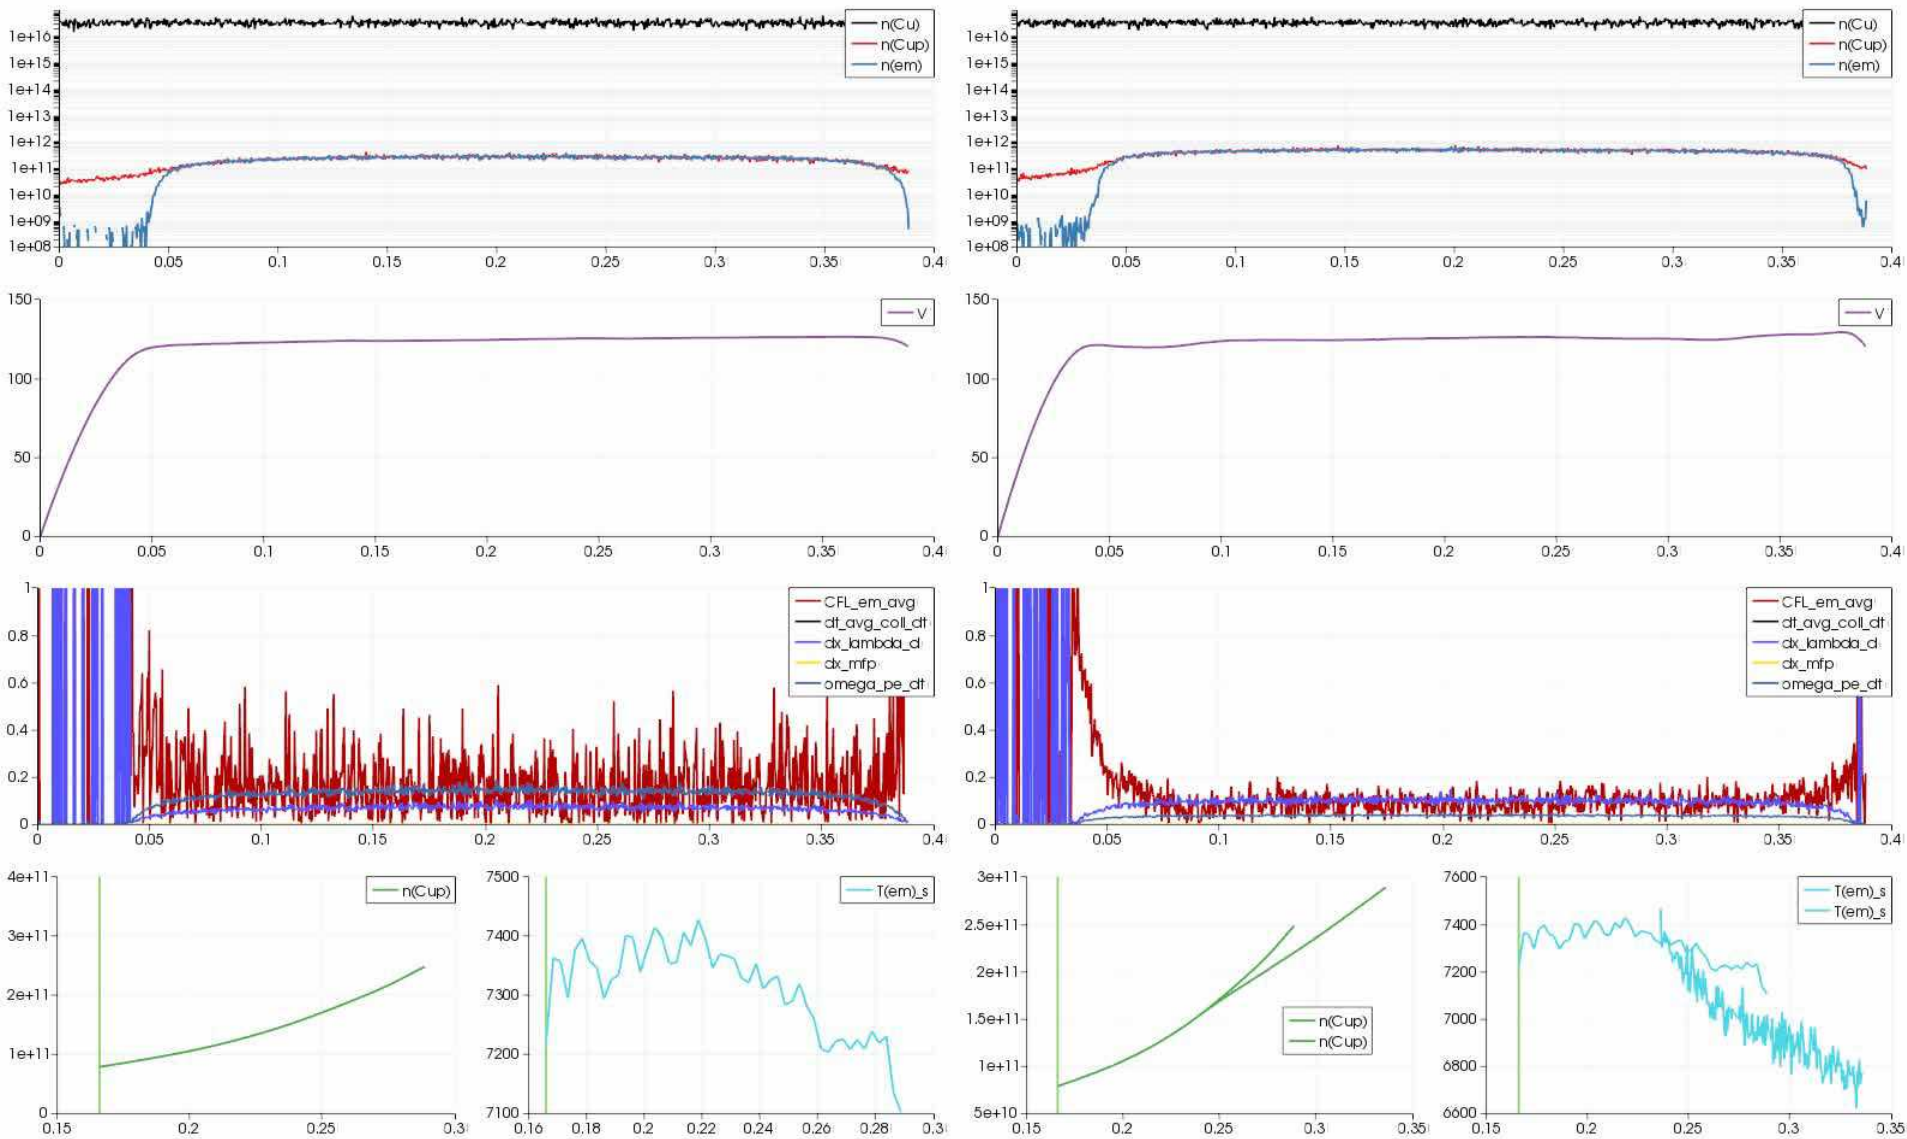 n(Cu)
n(Cup)
n(em)
1e+16
1e+15
1e+14
1e+13
1e+12
1e+11
1e+10
1e+09
1e+08
0 0.05 0.1 0.15 0.2 0.25 0.3 0.35 0.4
n(Cu)
n(Cup)
n(em)
1e+16
1e+15
1e+14
1e+13
1e+12
1e+11
1e+10
1e+09
1e+08
0 0.05 0.1 0.15 0.2 0.25 0.3 0.35 0.4
V
150
100
50
0
0 0.05 0.1 0.15 0.2 0.25 0.3 0.35 0.4
V
150
100
50
0
0 0.05 0.1 0.15 0.2 0.25 0.3 0.35 0.4
CFL_em_avg
dt_avg_coll_dt
dx_lambda_d
dx_mfp
omega_pe_dt
1
0.8
0.6
0.4
0.2
0
0 0.05 0.1 0.15 0.2 0.25 0.3 0.35 0.4
CFL_em_avg
dt_avg_coll_dt
dx_lambda_d
dx_mfp
omega_pe_dt
1
0.8
0.6
0.4
0.2
0
0 0.05 0.1 0.15 0.2 0.25 0.3 0.35 0.4
n(Cup)
4e+11
3e+11
2e+11
1e+11
0
0.15 0.2 0.25 0.3
T(em)_s
7500
7400
7300
7200
7100
0.16 0.18 0.2 0.22 0.24 0.26 0.28 0.3
3e+11
2.5e+11
2e+11
1.5e+11
1e+11
5e+10
n(Cup)
n(Cup)
0.15 0.2 0.25 0.3 0.35
T(em)_s
T(em)_s
7600
7400
7200
7000
6800
6600
0.15 0.2 0.25 0.3 0.35